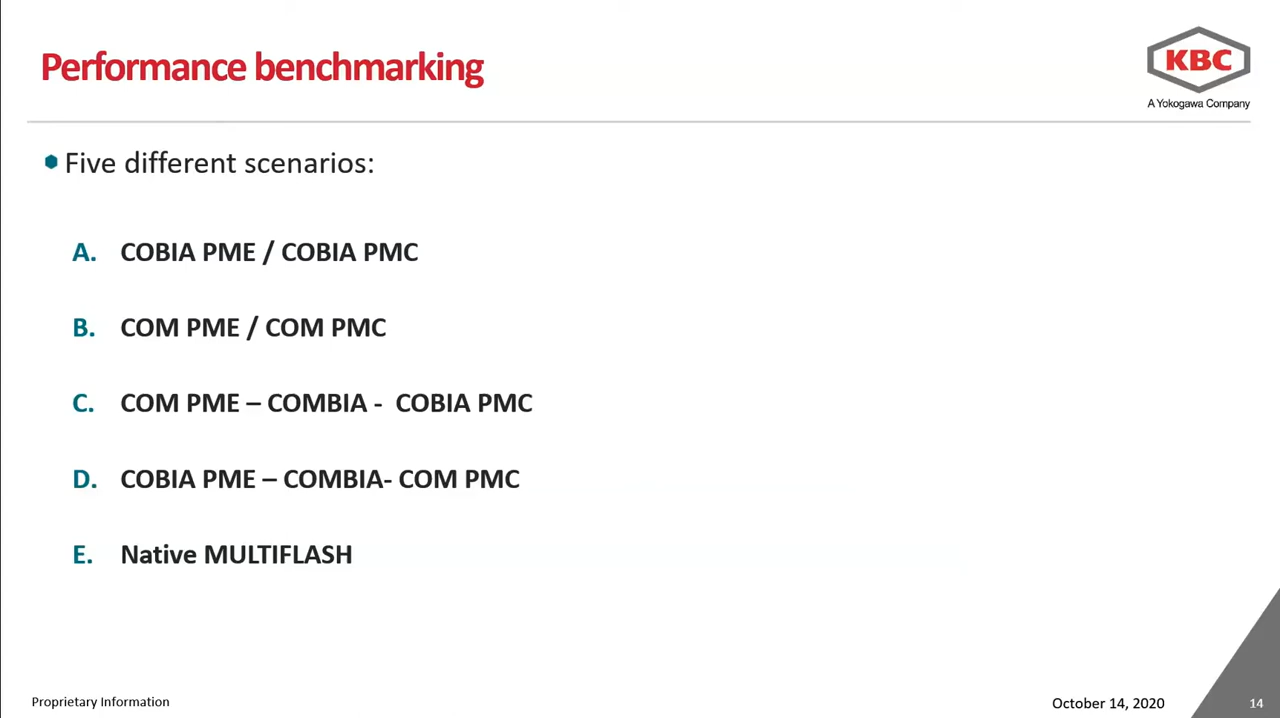 Performance benchmarking
KBC
A Yokogawa Company
Five different scenarios:
A. COBIA PME / COBIA PMC
B. COM PME / COM PMC
C. COM PME – COMBIA - COBIA PMC
D. COBIA PME – COMBIA- COM PMC
E. Native MULTIFLASH
Proprietary Information
October 14, 2020
14